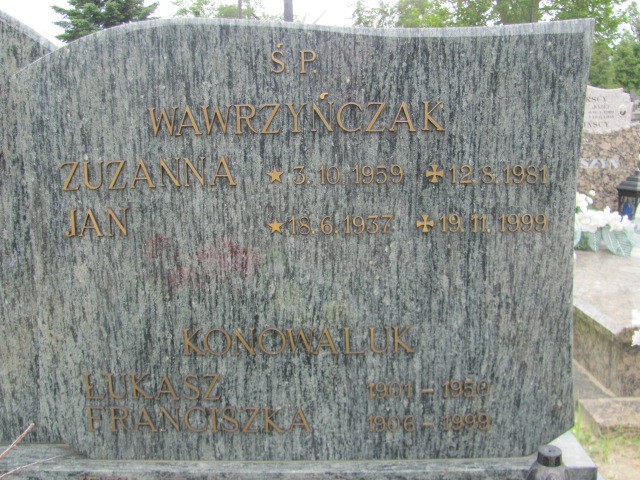 Ś. P.
WAWRZYŃCZAK
ZUZANNA ★ 3.10.1959 ✠ 12.8.1981
JAN ★ 18.6.1937 ✠ 19.11.1999
KONOWALUK
ŁUKASZ 1901 – 1950
FRANCISZKA 1906 – 1999